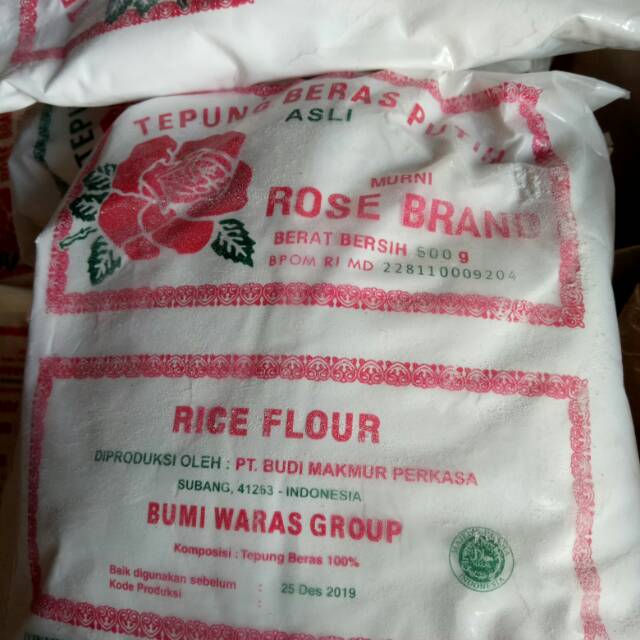 TEPUNG BERAS PUTIH
ASLI
MURNI
ROSE BRAND
BERAT BERSIH 500 g
BPOM RI MD 228110009204
RICE FLOUR
DIPRODUKSI OLEH : PT. BUDI MAKMUR PERKASA
SUBANG, 41263 - INDONESIA
BUMI WARAS GROUP
Komposisi : Tepung Beras 100%
Baik digunakan sebelum : 25 Des 2019
Kode Produksi :
INDONESIA
TEPU